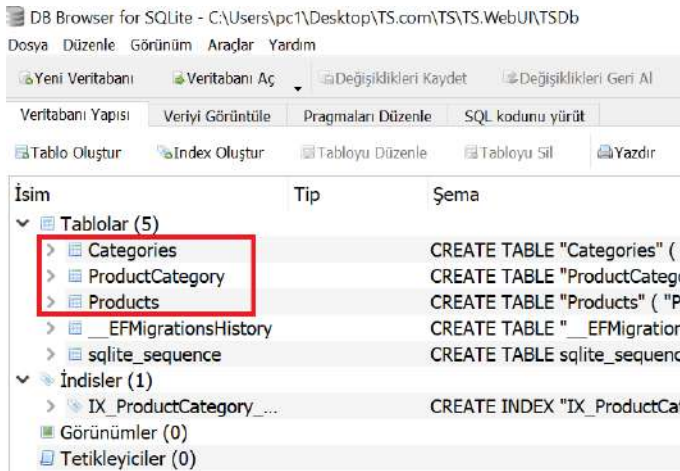 DB Browser for SQLite - C:\Users\pc1\Desktop\TS.com\TS\TS.WebUI\TSDb
Dosya Düzenle Görünüm Araçlar Yardım
Yeni Veritabanı Veritabanı Aç Değişiklikleri Kaydet Değişiklikleri Geri Al
Veritabanı Yapısı Veriyi Görüntüle Pragmaları Düzenle SQL kodunu yürüt
Tablo Oluştur Index Oluştur Tabloyu Düzenle Tabloyu Sil Yazdır
İsim Tip Şema
Tablolar (5)
Categories CREATE TABLE "Categories" (
ProductCategory CREATE TABLE "ProductCatego
Products CREATE TABLE "Products" ( "P
__EFMigrationsHistory CREATE TABLE "__EFMigration
sqlite_sequence CREATE TABLE sqlite_sequenc
İndisler (1)
IX_ProductCategory_... CREATE INDEX "IX_ProductCat
Görünümler (0)
Tetikleyiciler (0)